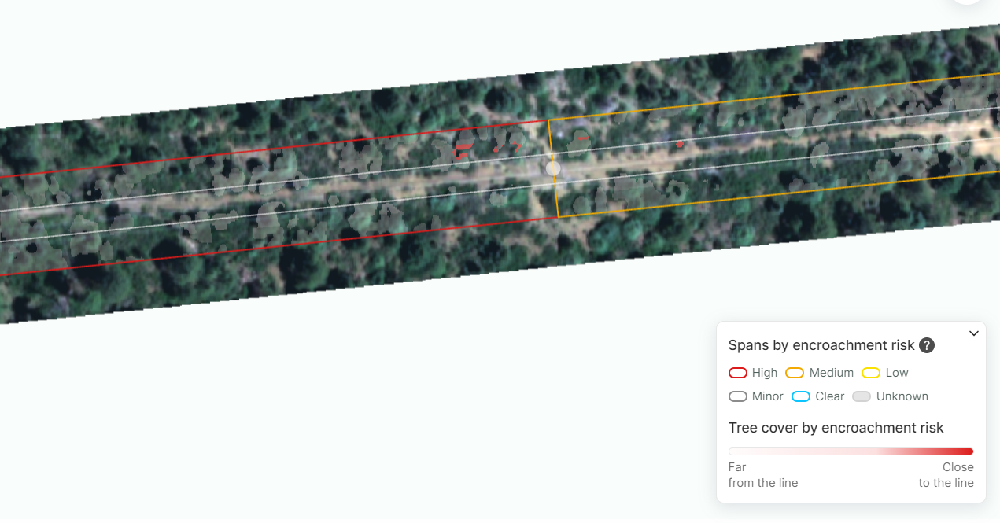 Spans by encroachment risk ?
High Medium Low
Minor Clear Unknown
Tree cover by encroachment risk
Far Close
from the line to the line